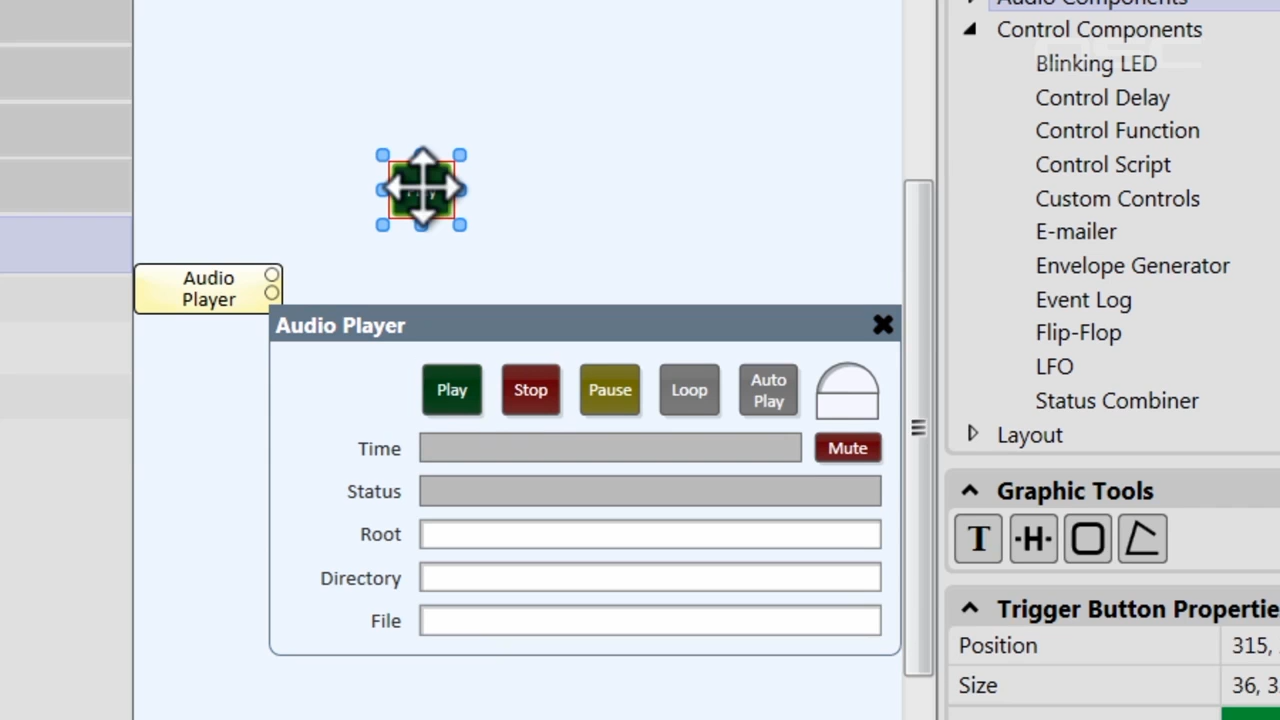 Audio Components
Control Components
Blinking LED
Control Delay
Control Function
Control Script
Custom Controls
E-mailer
Envelope Generator
Event Log
Flip-Flop
LFO
Status Combiner
Layout
Graphic Tools
T
H
Trigger Button Propertie
Position
315,
Size
36, 3
Audio
Player
Audio Player
Play
Stop
Pause
Loop
Auto
Play
Time
Mute
Status
Root
Directory
File